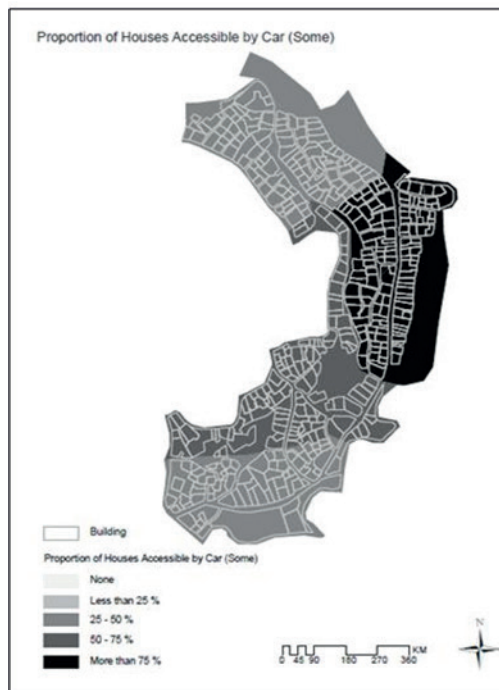 Proportion of Houses Accessible by Car (Some)
Building
Proportion of Houses Accessible by Car (Some)
None
Less than 25 %
25 - 50 %
50 - 75 %
More than 75 %
KM
0 45 90 180 270 360
N